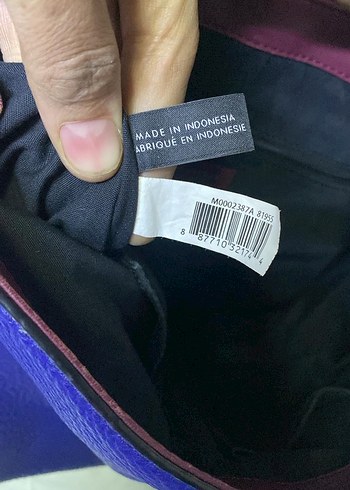 MADE IN INDONESIA
ABRIQUÉ EN INDONESIE
M0002387A 81955
8 87710 52174 4